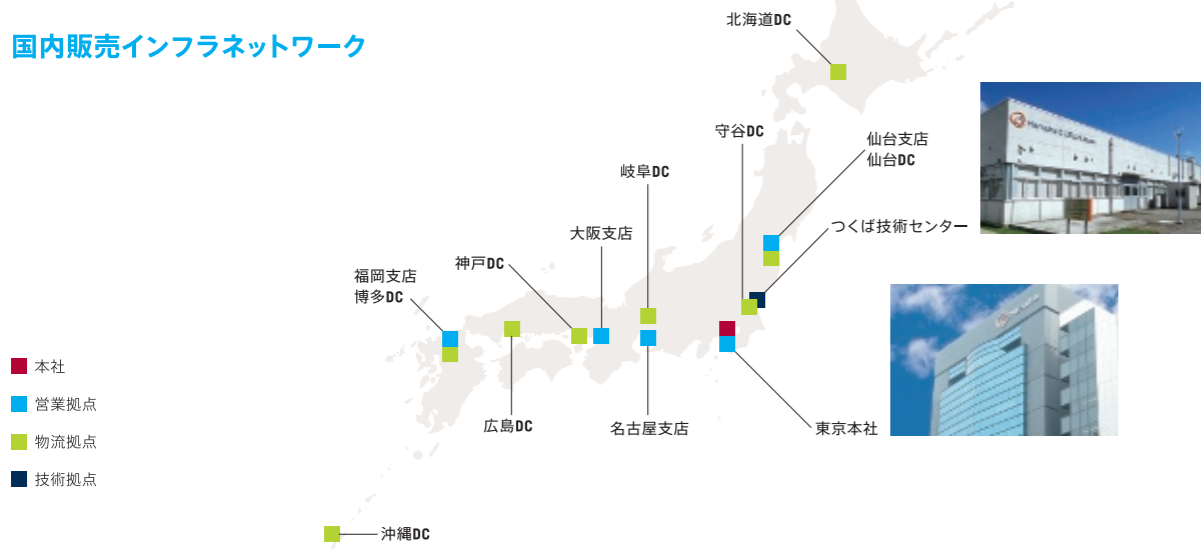 国内販売インフラネットワーク
北海道DC
守谷DC
仙台支店
仙台DC
岐阜DC
つくば技術センター
大阪支店
神戸DC
福岡支店
博多DC
本社
営業拠点
物流拠点
技術拠点
広島DC
名古屋支店
東京本社
沖縄DC